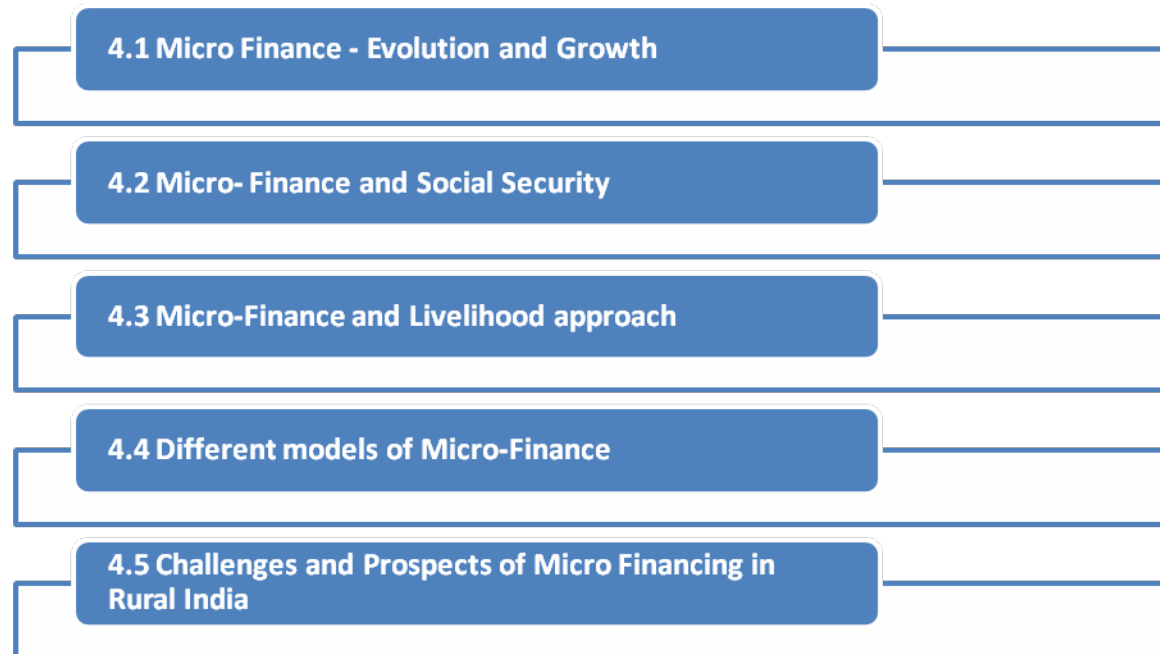 4.1 Micro Finance - Evolution and Growth
4.2 Micro- Finance and Social Security
4.3 Micro-Finance and Livelihood approach
4.4 Different models of Micro-Finance
4.5 Challenges and Prospects of Micro Financing in
Rural India